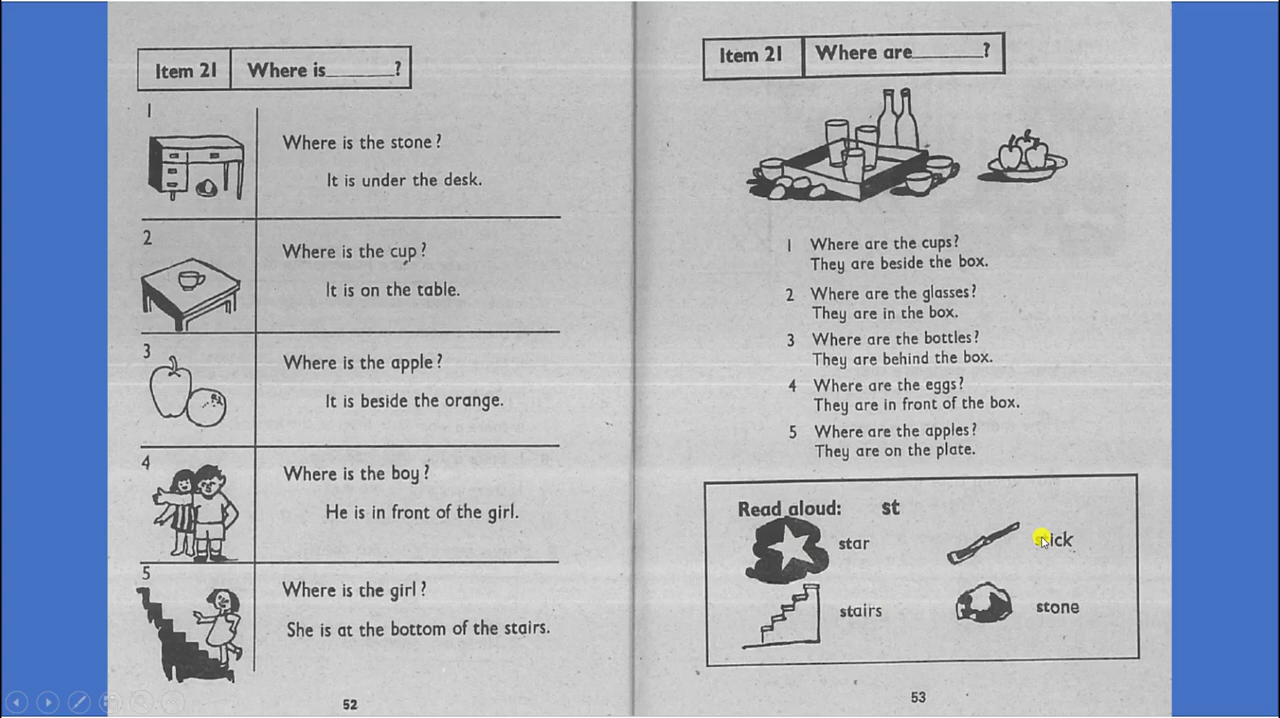 Item 21 Where is_______?
1
Where is the stone?
It is under the desk.
2
Where is the cup?
It is on the table.
3
Where is the apple?
It is beside the orange.
4
Where is the boy?
He is in front of the girl.
5
Where is the girl?
She is at the bottom of the stairs.
52
Item 21 Where are_______?
1 Where are the cups?
They are beside the box.
2 Where are the glasses?
They are in the box.
3 Where are the bottles?
They are behind the box.
4 Where are the eggs?
They are in front of the box.
5 Where are the apples?
They are on the plate.
Read aloud: st
star
stick
stairs
stone
53